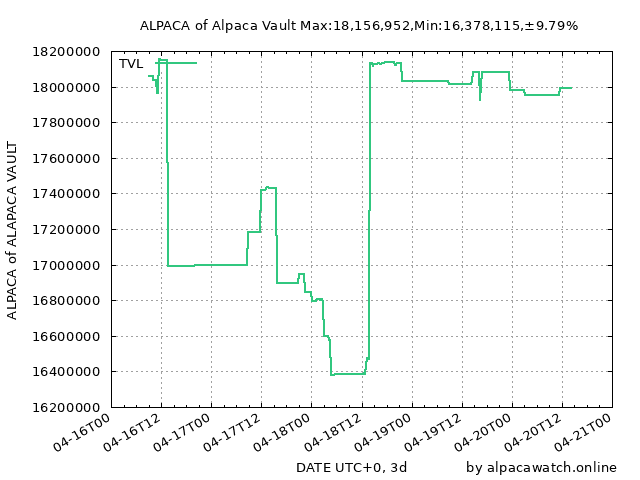 ALPACA of Alpaca Vault Max:18,156,952,Min:16,378,115,±9.79%
18200000
18000000
17800000
17600000
17400000
17200000
17000000
16800000
16600000
16400000
16200000
TVL
ALPACA of ALAPACA VAULT
04-16T00
04-16T12
04-17T00
04-17T12
04-18T00
04-18T12
04-19T00
04-19T12
04-20T00
04-20T12
04-21T00
DATE UTC+0, 3d
by alpacawatch.online